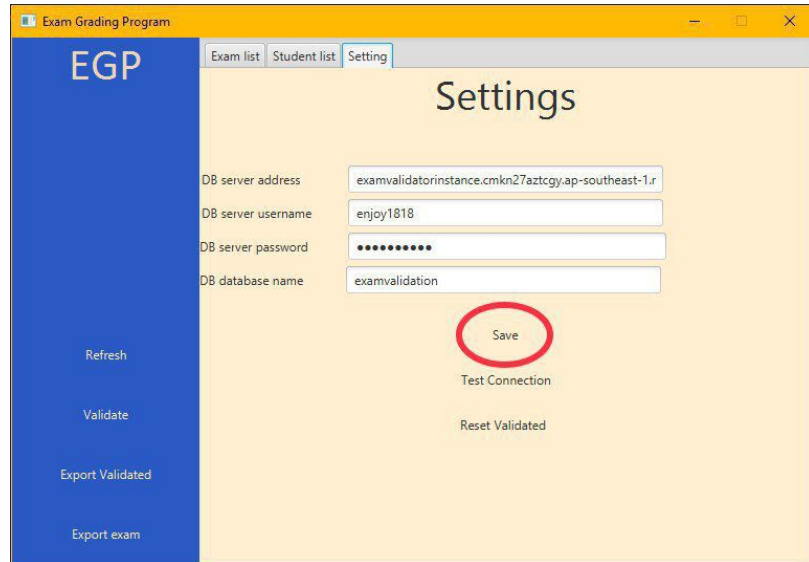 Exam Grading Program
EGP
Exam list
Student list
Setting
Settings
DB server address
examvalidatorinstance.cmkn27aztcgy.ap-southeast-1.r
DB server username
enjoy1818
DB server password
••••••••••
DB database name
examvalidation
Save
Test Connection
Reset Validated
Refresh
Validate
Export Validated
Export exam